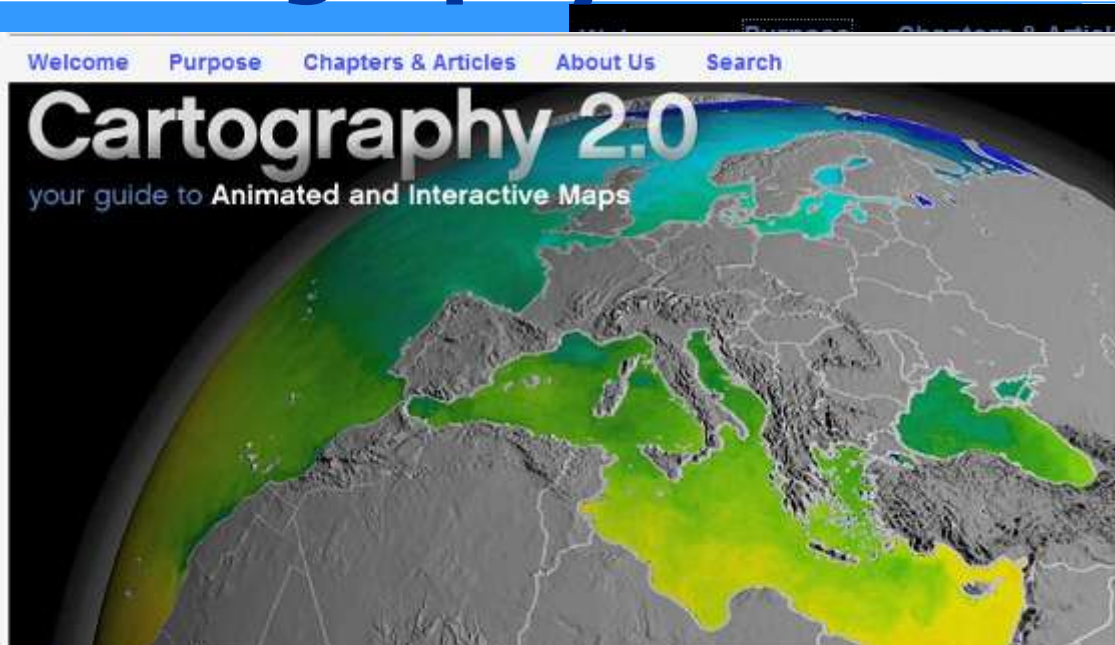 Welcome Purpose Chapters & Articles About Us Search
Cartography 2.0
your guide to Animated and Interactive Maps